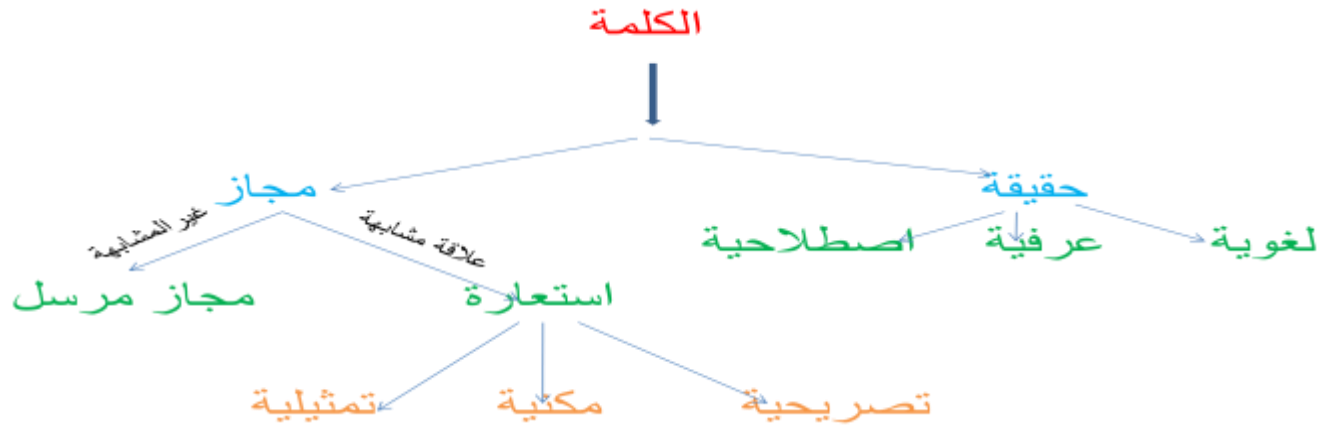 الكلمة
حقيقة
مجاز
لغوية
عرفية
اصطلاحية
علاقة مشابهة
غير المشابهة
استعارة
مجاز مرسل
تصريحية
مكنية
تمثيلية